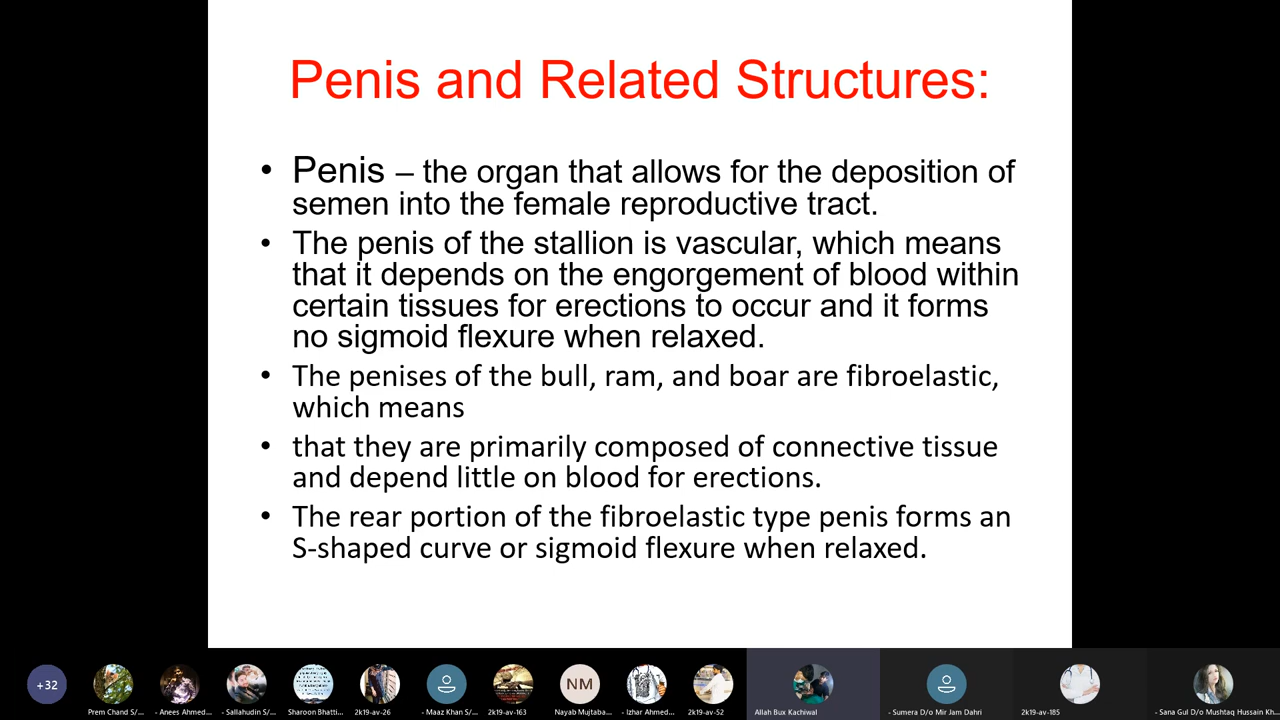 Penis and Related Structures:
• Penis – the organ that allows for the deposition of
semen into the female reproductive tract.
• The penis of the stallion is vascular, which means
that it depends on the engorgement of blood within
certain tissues for erections to occur and it forms
no sigmoid flexure when relaxed.
• The penises of the bull, ram, and boar are fibroelastic,
which means
• that they are primarily composed of connective tissue
and depend little on blood for erections.
• The rear portion of the fibroelastic type penis forms an
S-shaped curve or sigmoid flexure when relaxed.
+32
NM
Prem Chand S/...
- Anees Ahmed...
- Sallahudin S/...
Sharoon Bhatti...
2k19-av-26
- Maaz Khan S/...
2k19-av-163
Nayab Mujtaba...
- Izhar Ahmed...
2k19-av-52
Allah Bux Kachiwal
- Sumera D/o Mir Jam Dahri
2k19-av-185
- Sana Gul D/o Mushtaq Hussain Kh...